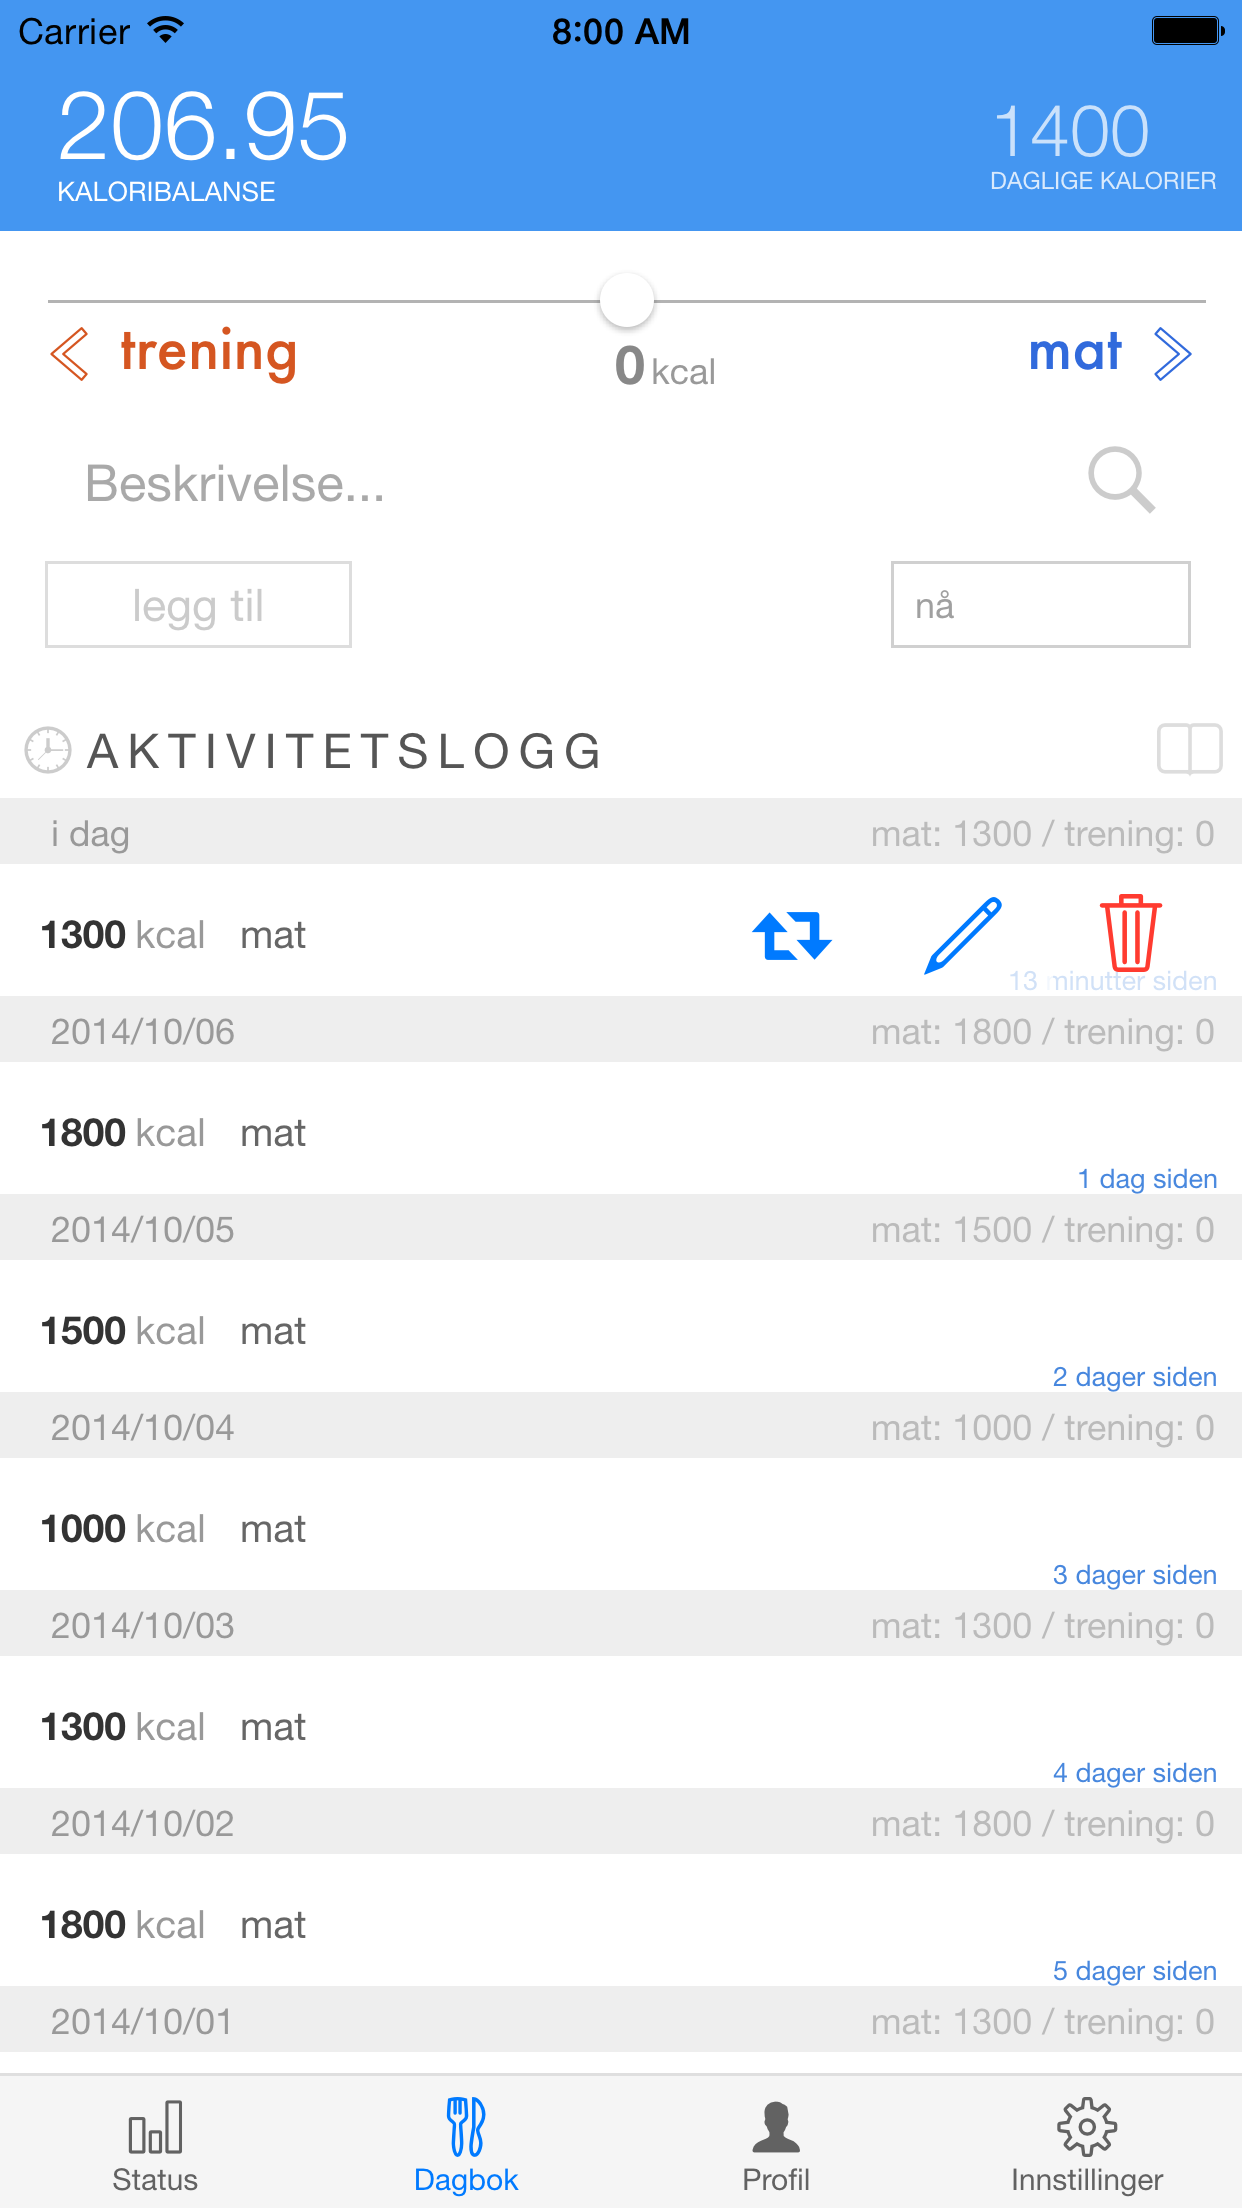 Carrier 8:00 AM
206.95 1400
KALORIBALANSE DAGLIGE KALORIER
trening 0 kcal mat
Beskrivelse...
legg til nå
AKTIVITETSLOGG
i dag mat: 1300 / trening: 0
1300 kcal mat
13 minutter siden
2014/10/06 mat: 1800 / trening: 0
1800 kcal mat
1 dag siden
2014/10/05 mat: 1500 / trening: 0
1500 kcal mat
2 dager siden
2014/10/04 mat: 1000 / trening: 0
1000 kcal mat
3 dager siden
2014/10/03 mat: 1300 / trening: 0
1300 kcal mat
4 dager siden
2014/10/02 mat: 1800 / trening: 0
1800 kcal mat
5 dager siden
2014/10/01 mat: 1300 / trening: 0
Status Dagbok Profil Innstillinger